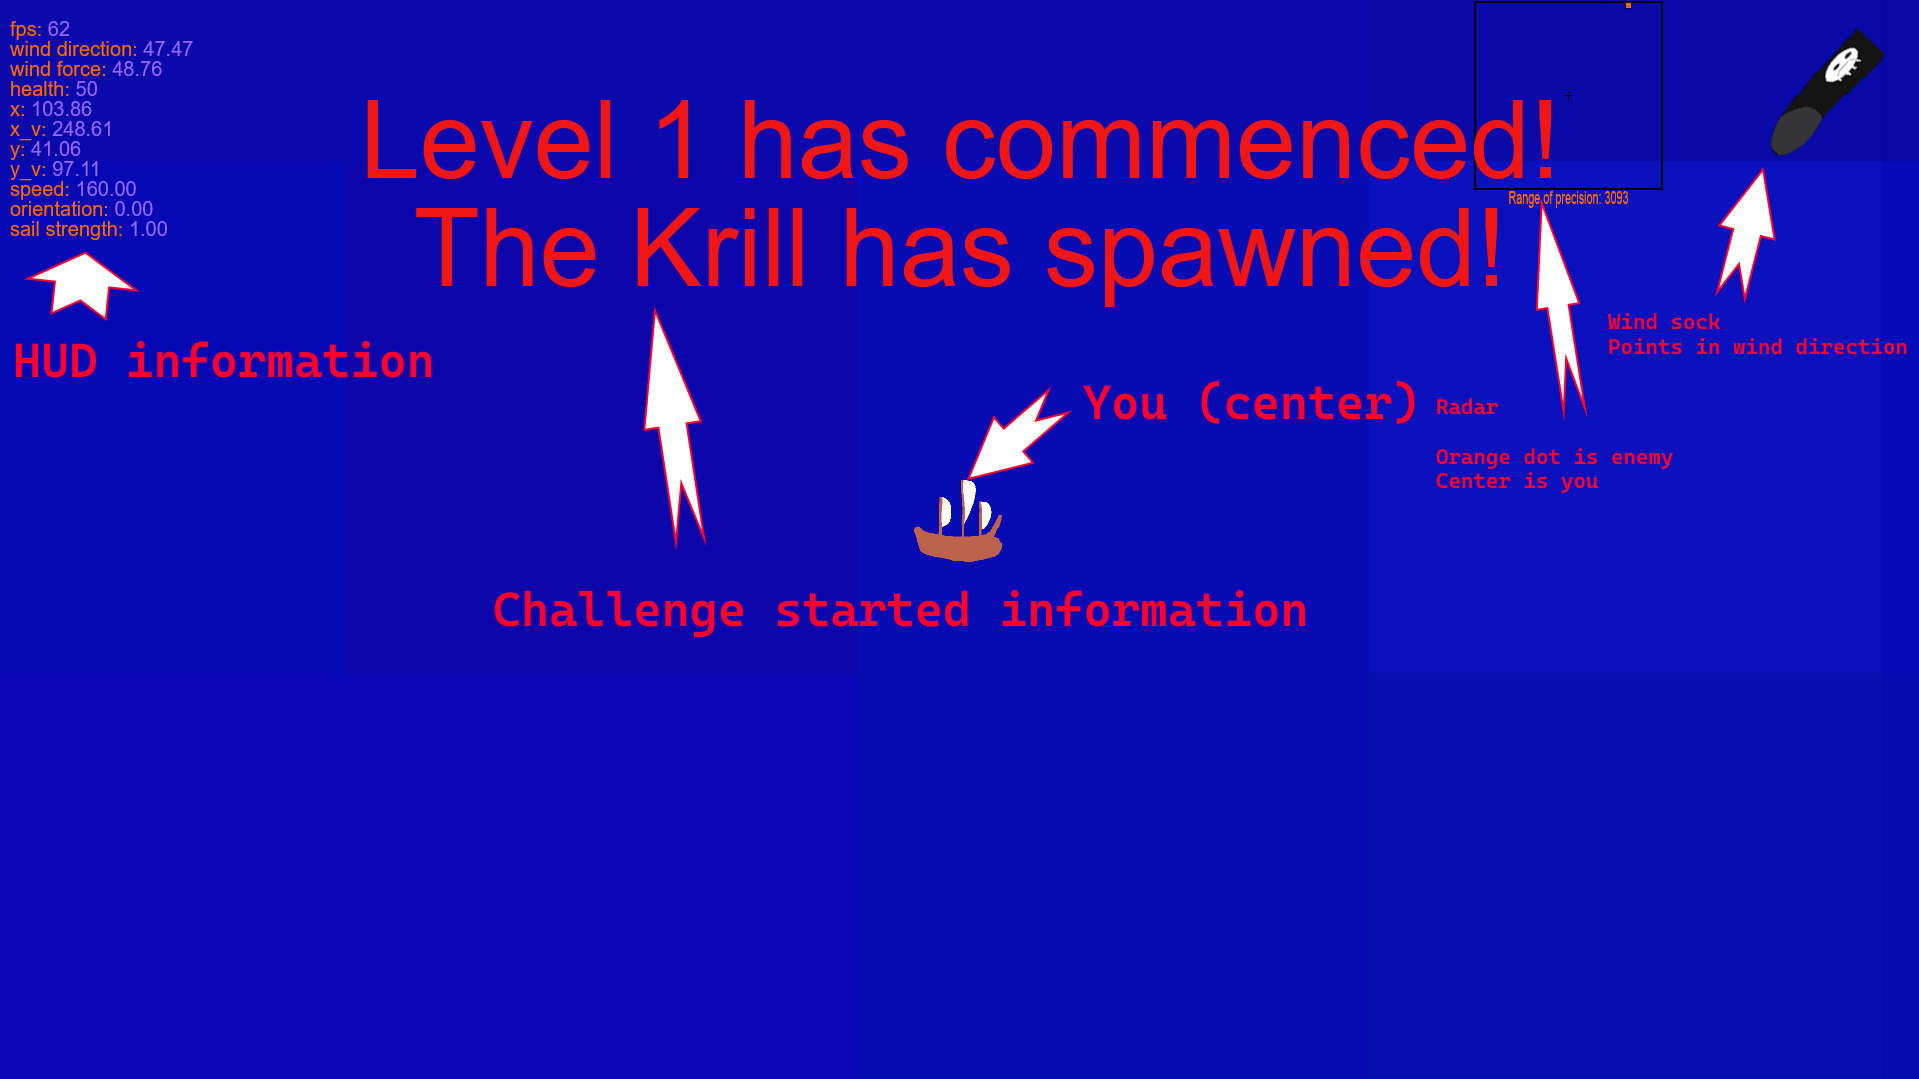 fps: 62
wind direction: 47.47
wind force: 48.76
health: 50
x: 103.86
x_v: 248.61
y: 41.06
y_v: 97.11
speed: 160.00
orientation: 0.00
sail strength: 1.00
Level 1 has commenced!
The Krill has spawned!
Range of precision: 3093
Wind sock
Points in wind direction
HUD information
You (center)
Radar
Orange dot is enemy
Center is you
Challenge started information